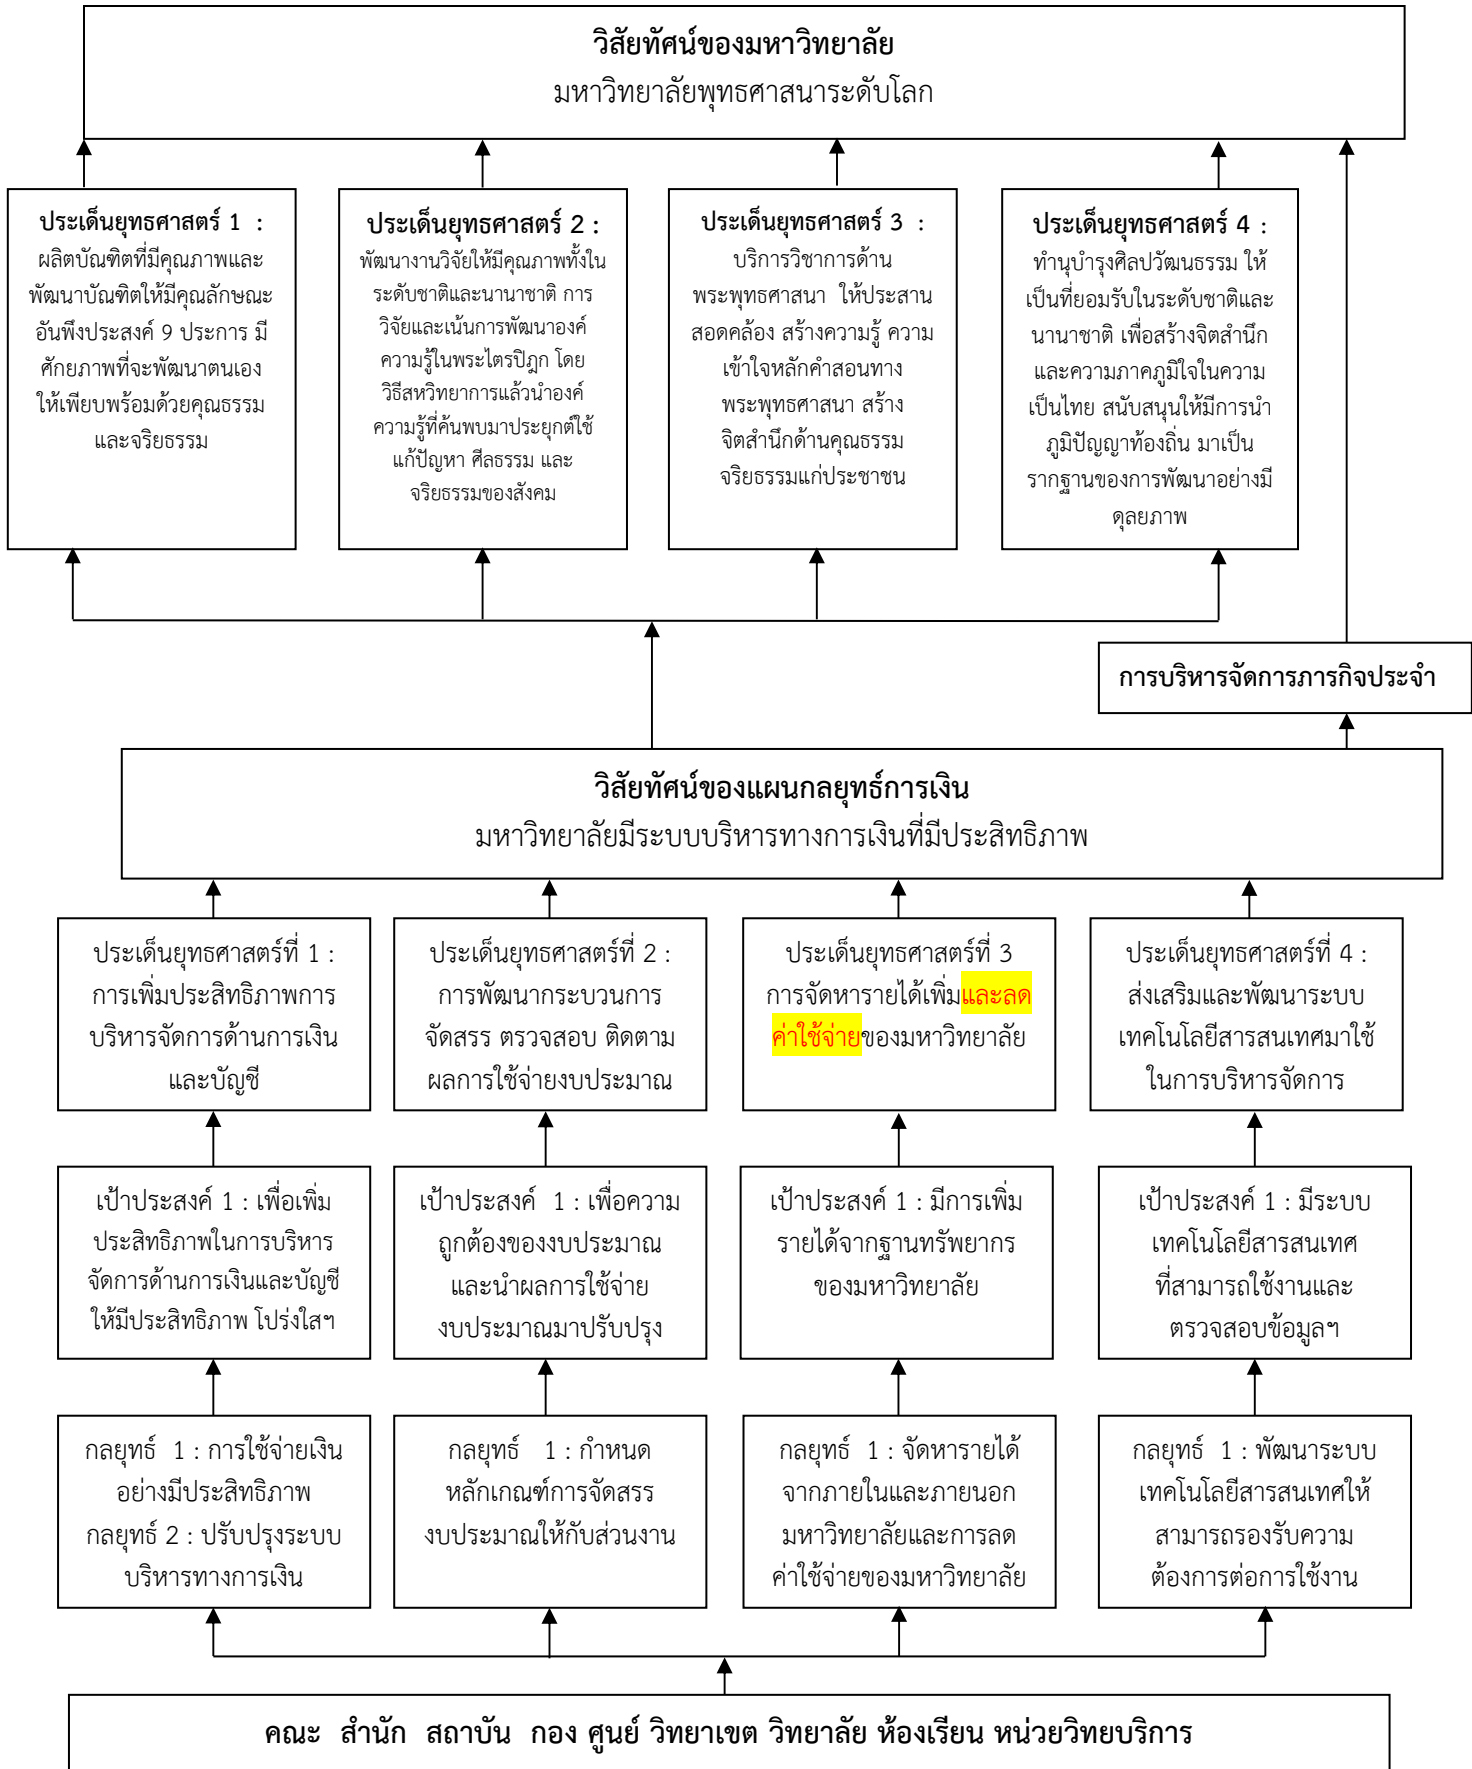 วิสัยทัศน์ของมหาวิทยาลัย
มหาวิทยาลัยพุทธศาสนาระดับโลก
ประเด็นยุทธศาสตร์ 1 :
ผลิตบัณฑิตที่มีคุณภาพและ
พัฒนาบัณฑิตให้มีคุณลักษณะ
อันพึงประสงค์ 9 ประการ มี
ศักยภาพที่จะพัฒนาตนเอง
ให้เพียบพร้อมด้วยคุณธรรม
และจริยธรรม
ประเด็นยุทธศาสตร์ 2 :
พัฒนางานวิจัยให้มีคุณภาพทั้งใน
ระดับชาติและนานาชาติ การ
วิจัยและเน้นการพัฒนาองค์
ความรู้ในพระไตรปิฎก โดย
วิธีสหวิทยาการแล้วนำองค์
ความรู้ที่ค้นพบมาประยุกต์ใช้
แก้ปัญหา ศีลธรรม และ
จริยธรรมของสังคม
ประเด็นยุทธศาสตร์ 3 :
บริการวิชาการด้าน
พระพุทธศาสนา ให้ประสาน
สอดคล้อง สร้างความรู้ ความ
เข้าใจหลักคำสอนทาง
พระพุทธศาสนา สร้าง
จิตสำนึกด้านคุณธรรม
จริยธรรมแก่ประชาชน
ประเด็นยุทธศาสตร์ 4 :
ทำนุบำรุงศิลปวัฒนธรรม ให้
เป็นที่ยอมรับในระดับชาติและ
นานาชาติ เพื่อสร้างจิตสำนึก
และความภาคภูมิใจในความ
เป็นไทย สนับสนุนให้มีการนำ
ภูมิปัญญาท้องถิ่น มาเป็น
รากฐานของการพัฒนาอย่างมี
ดุลยภาพ
การบริหารจัดการภารกิจประจำ
วิสัยทัศน์ของแผนกลยุทธ์การเงิน
มหาวิทยาลัยมีระบบบริหารทางการเงินที่มีประสิทธิภาพ
ประเด็นยุทธศาสตร์ที่ 1 :
การเพิ่มประสิทธิภาพการ
บริหารจัดการด้านการเงิน
และบัญชี
ประเด็นยุทธศาสตร์ที่ 2 :
การพัฒนากระบวนการ
จัดสรร ตรวจสอบ ติดตาม
ผลการใช้จ่ายงบประมาณ
ประเด็นยุทธศาสตร์ที่ 3
การจัดหารายได้เพิ่มและลด
ค่าใช้จ่ายของมหาวิทยาลัย
ประเด็นยุทธศาสตร์ที่ 4 :
ส่งเสริมและพัฒนาระบบ
เทคโนโลยีสารสนเทศมาใช้
ในการบริหารจัดการ
เป้าประสงค์ 1 : เพื่อเพิ่ม
ประสิทธิภาพในการบริหาร
จัดการด้านการเงินและบัญชี
ให้มีประสิทธิภาพ โปร่งใสฯ
เป้าประสงค์ 1 : เพื่อความ
ถูกต้องของงบประมาณ
และนำผลการใช้จ่าย
งบประมาณมาปรับปรุง
เป้าประสงค์ 1 : มีการเพิ่ม
รายได้จากฐานทรัพยากร
ของมหาวิทยาลัย
เป้าประสงค์ 1 : มีระบบ
เทคโนโลยีสารสนเทศ
ที่สามารถใช้งานและ
ตรวจสอบข้อมูลฯ
กลยุทธ์ 1 : การใช้จ่ายเงิน
อย่างมีประสิทธิภาพ
กลยุทธ์ 2 : ปรับปรุงระบบ
บริหารทางการเงิน
กลยุทธ์ 1 : กำหนด
หลักเกณฑ์การจัดสรร
งบประมาณให้กับส่วนงาน
กลยุทธ์ 1 : จัดหารายได้
จากภายในและภายนอก
มหาวิทยาลัยและการลด
ค่าใช้จ่ายของมหาวิทยาลัย
กลยุทธ์ 1 : พัฒนาระบบ
เทคโนโลยีสารสนเทศให้
สามารถรองรับความ
ต้องการต่อการใช้งาน
คณะ สำนัก สถาบัน กอง ศูนย์ วิทยาเขต วิทยาลัย ห้องเรียน หน่วยวิทยบริการ